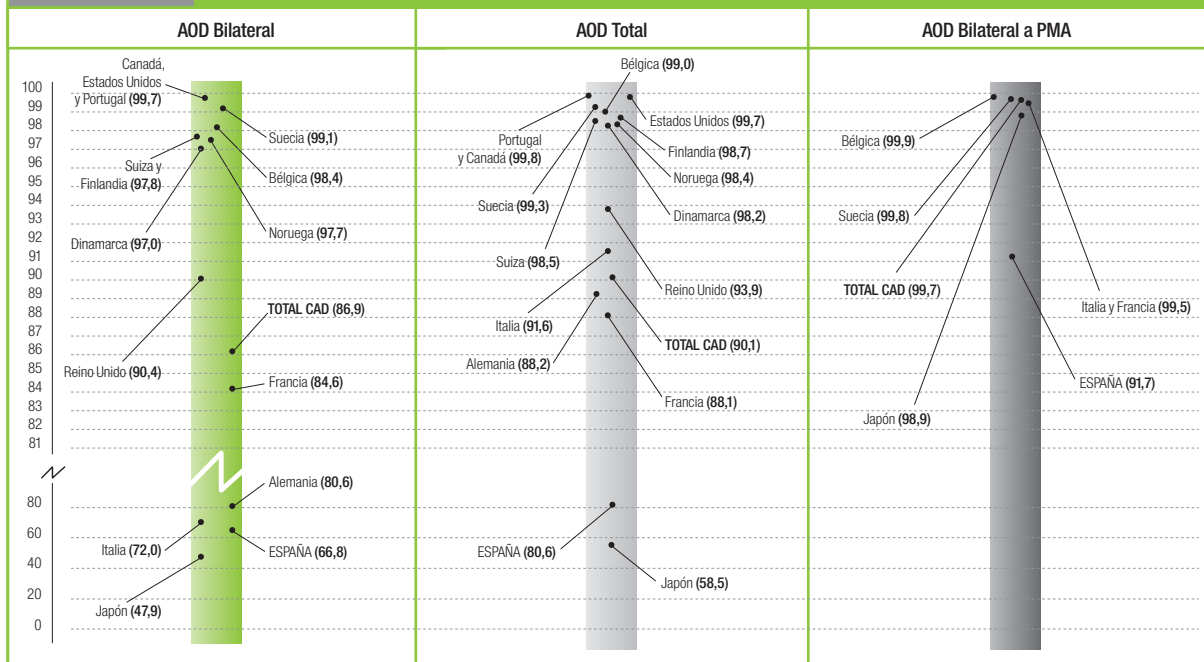 AOD Bilateral
AOD Total
AOD Bilateral a PMA
100
99
98
97
96
95
94
93
92
91
90
89
88
87
86
85
84
83
82
81
80
60
40
20
0
Canadá,
Estados Unidos
y Portugal (99,7)
Suecia (99,1)
Suiza y
Finlandia (97,8)
Bélgica (98,4)
Dinamarca (97,0)
Noruega (97,7)
TOTAL CAD (86,9)
Reino Unido (90,4)
Francia (84,6)
Alemania (80,6)
Italia (72,0)
ESPAÑA (66,8)
Japón (47,9)
Bélgica (99,0)
Estados Unidos (99,7)
Portugal
y Canadá (99,8)
Finlandia (98,7)
Noruega (98,4)
Suecia (99,3)
Dinamarca (98,2)
Suiza (98,5)
Reino Unido (93,9)
Italia (91,6)
TOTAL CAD (90,1)
Alemania (88,2)
Francia (88,1)
ESPAÑA (80,6)
Japón (58,5)
Bélgica (99,9)
Suecia (99,8)
TOTAL CAD (99,7)
Italia y Francia (99,5)
ESPAÑA (91,7)
Japón (98,9)